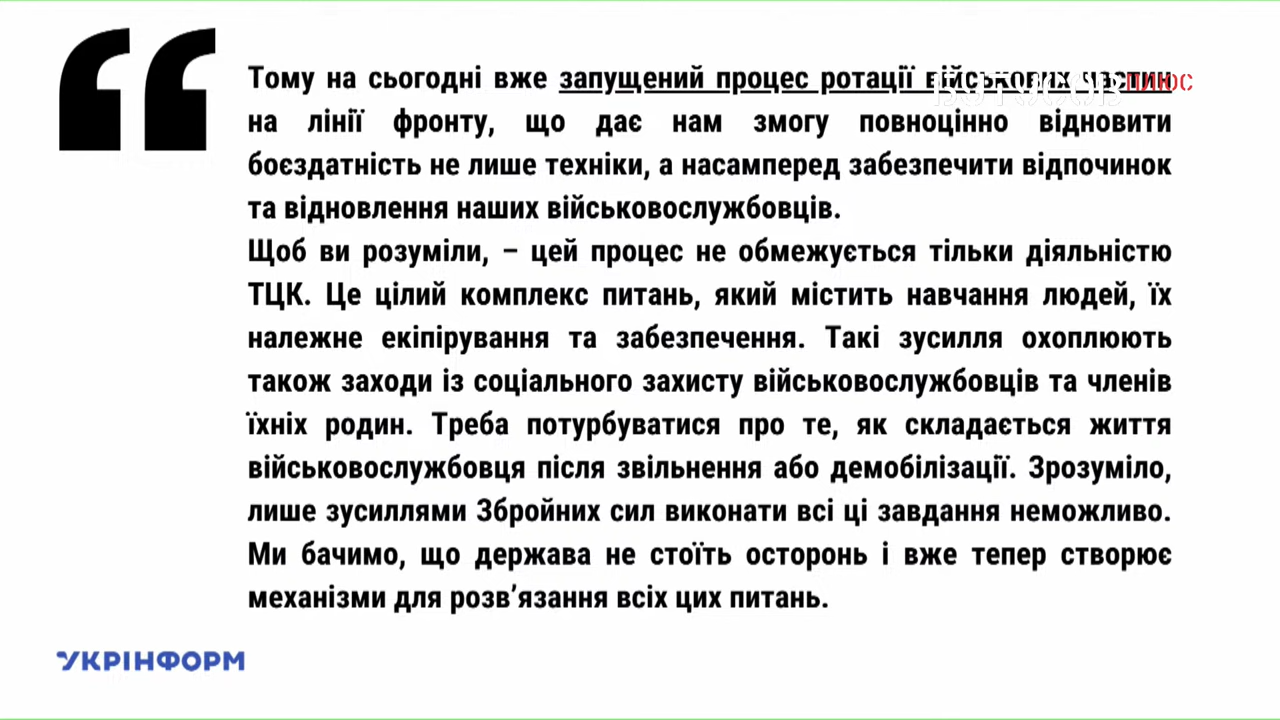 Тому на сьогодні вже запущений процес ротації військових частин
на лінії фронту, що дає нам змогу повноцінно відновити
боєздатність не лише техніки, а насамперед забезпечити відпочинок
та відновлення наших військовослужбовців.
Щоб ви розуміли, – цей процес не обмежується тільки діяльністю
ТЦК. Це цілий комплекс питань, який містить навчання людей, їх
належне екіпірування та забезпечення. Такі зусилля охоплюють
також заходи із соціального захисту військовослужбовців та членів
їхніх родин. Треба потурбуватися про те, як складається життя
військовослужбовця після звільнення або демобілізації. Зрозуміло,
лише зусиллями Збройних сил виконати всі ці завдання неможливо.
Ми бачимо, що держава не стоїть осторонь і вже тепер створює
механізми для розв’язання всіх цих питань.
УКРІНФОРМ